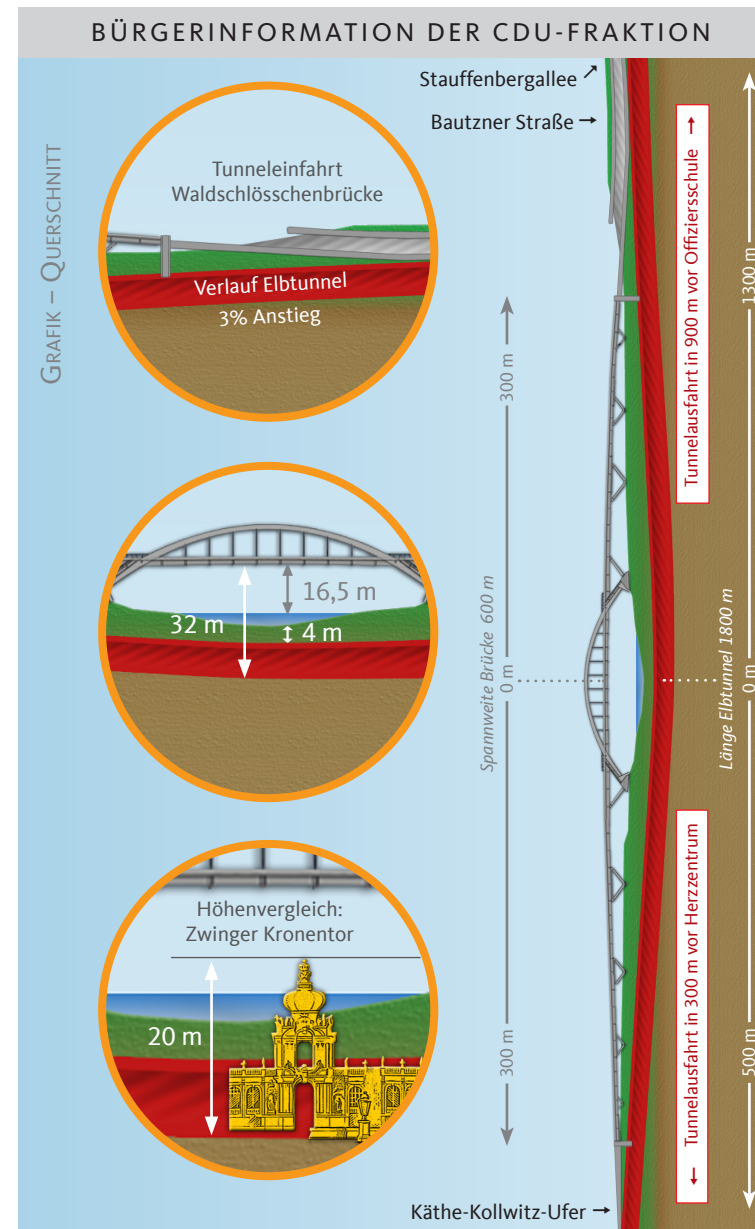 BÜRGERINFORMATION DER CDU-FRAKTION
GRAFIK – QUERSCHNITT
Tunneleinfahrt
Waldschlösschenbrücke
Verlauf Elbtunnel
3% Anstieg
16,5 m
32 m
4 m
Höhenvergleich:
Zwinger Kronentor
20 m
Stauffenbergallee ↗
Bautzner Straße →
300 m
Spannweite Brücke 600 m
0 m
300 m
Käthe-Kollwitz-Ufer →
Tunnelausfahrt in 900 m vor Offiziersschule →
← Tunnelausfahrt in 300 m vor Herzzentrum
1300 m
Länge Elbtunnel 1800 m
0 m
500 m